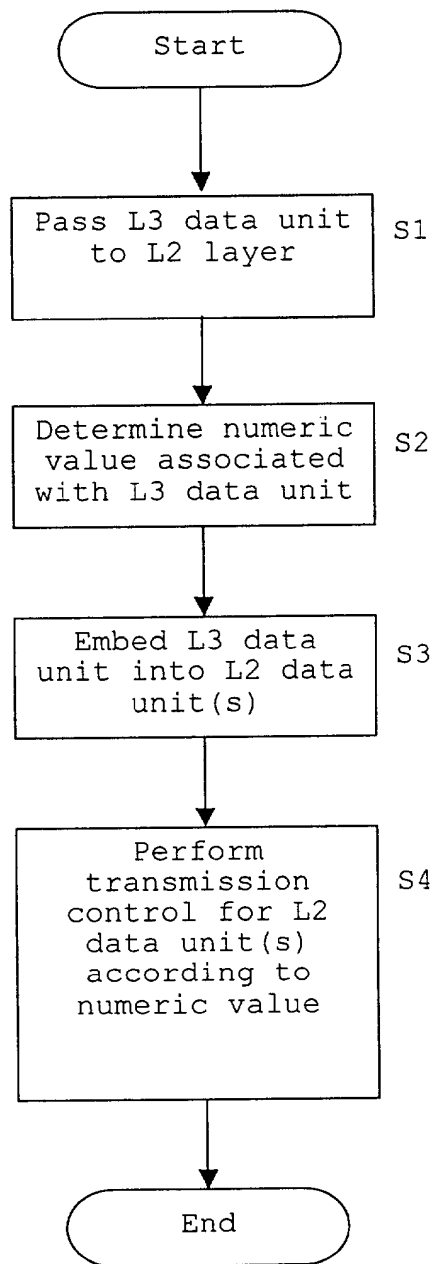 Start
Pass L3 data unit
to L2 layer
S1
Determine numeric
value associated
with L3 data unit
S2
Embed L3 data
unit into L2 data
unit(s)
S3
Perform
transmission
control for L2
data unit(s)
according to
numeric value
S4
End